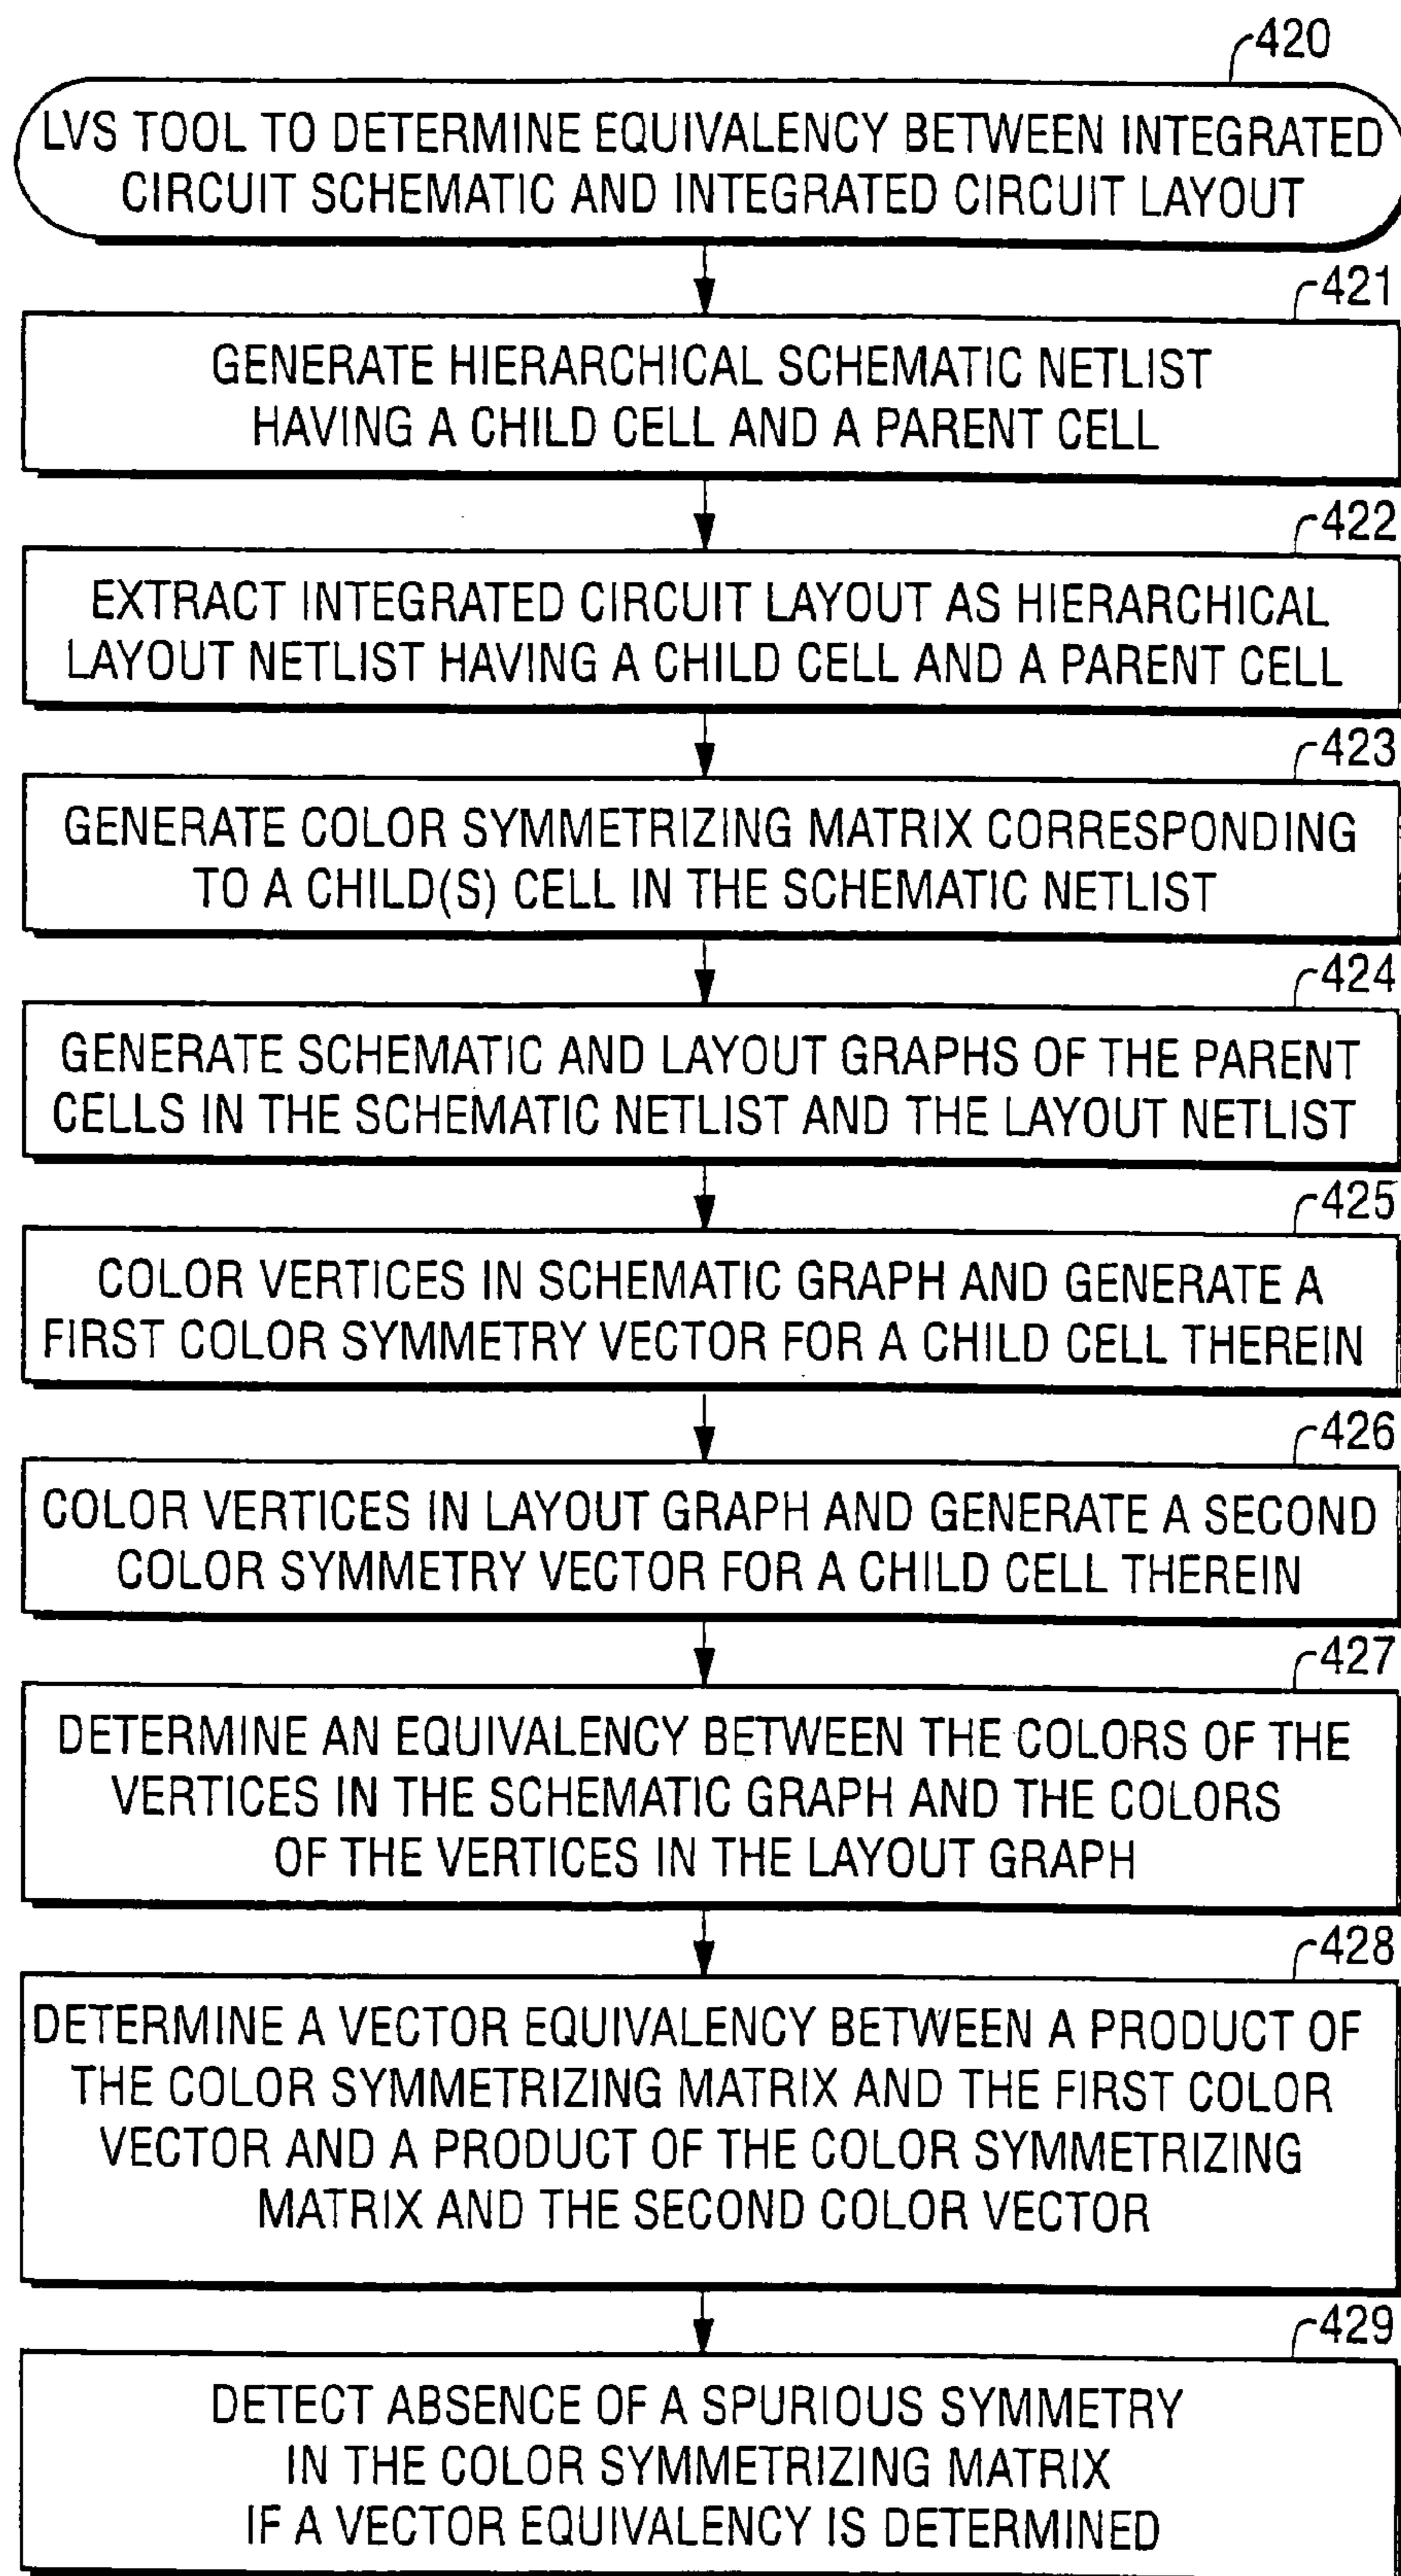 420
LVS TOOL TO DETERMINE EQUIVALENCY BETWEEN INTEGRATED
CIRCUIT SCHEMATIC AND INTEGRATED CIRCUIT LAYOUT
421
GENERATE HIERARCHICAL SCHEMATIC NETLIST
HAVING A CHILD CELL AND A PARENT CELL
422
EXTRACT INTEGRATED CIRCUIT LAYOUT AS HIERARCHICAL
LAYOUT NETLIST HAVING A CHILD CELL AND A PARENT CELL
423
GENERATE COLOR SYMMETRIZING MATRIX CORRESPONDING
TO A CHILD(S) CELL IN THE SCHEMATIC NETLIST
424
GENERATE SCHEMATIC AND LAYOUT GRAPHS OF THE PARENT
CELLS IN THE SCHEMATIC NETLIST AND THE LAYOUT NETLIST
425
COLOR VERTICES IN SCHEMATIC GRAPH AND GENERATE A
FIRST COLOR SYMMETRY VECTOR FOR A CHILD CELL THEREIN
426
COLOR VERTICES IN LAYOUT GRAPH AND GENERATE A SECOND
COLOR SYMMETRY VECTOR FOR A CHILD CELL THEREIN
427
DETERMINE AN EQUIVALENCY BETWEEN THE COLORS OF THE
VERTICES IN THE SCHEMATIC GRAPH AND THE COLORS
OF THE VERTICES IN THE LAYOUT GRAPH
428
DETERMINE A VECTOR EQUIVALENCY BETWEEN A PRODUCT OF
THE COLOR SYMMETRIZING MATRIX AND THE FIRST COLOR
VECTOR AND A PRODUCT OF THE COLOR SYMMETRIZING
MATRIX AND THE SECOND COLOR VECTOR
429
DETECT ABSENCE OF A SPURIOUS SYMMETRY
IN THE COLOR SYMMETRIZING MATRIX
IF A VECTOR EQUIVALENCY IS DETERMINED